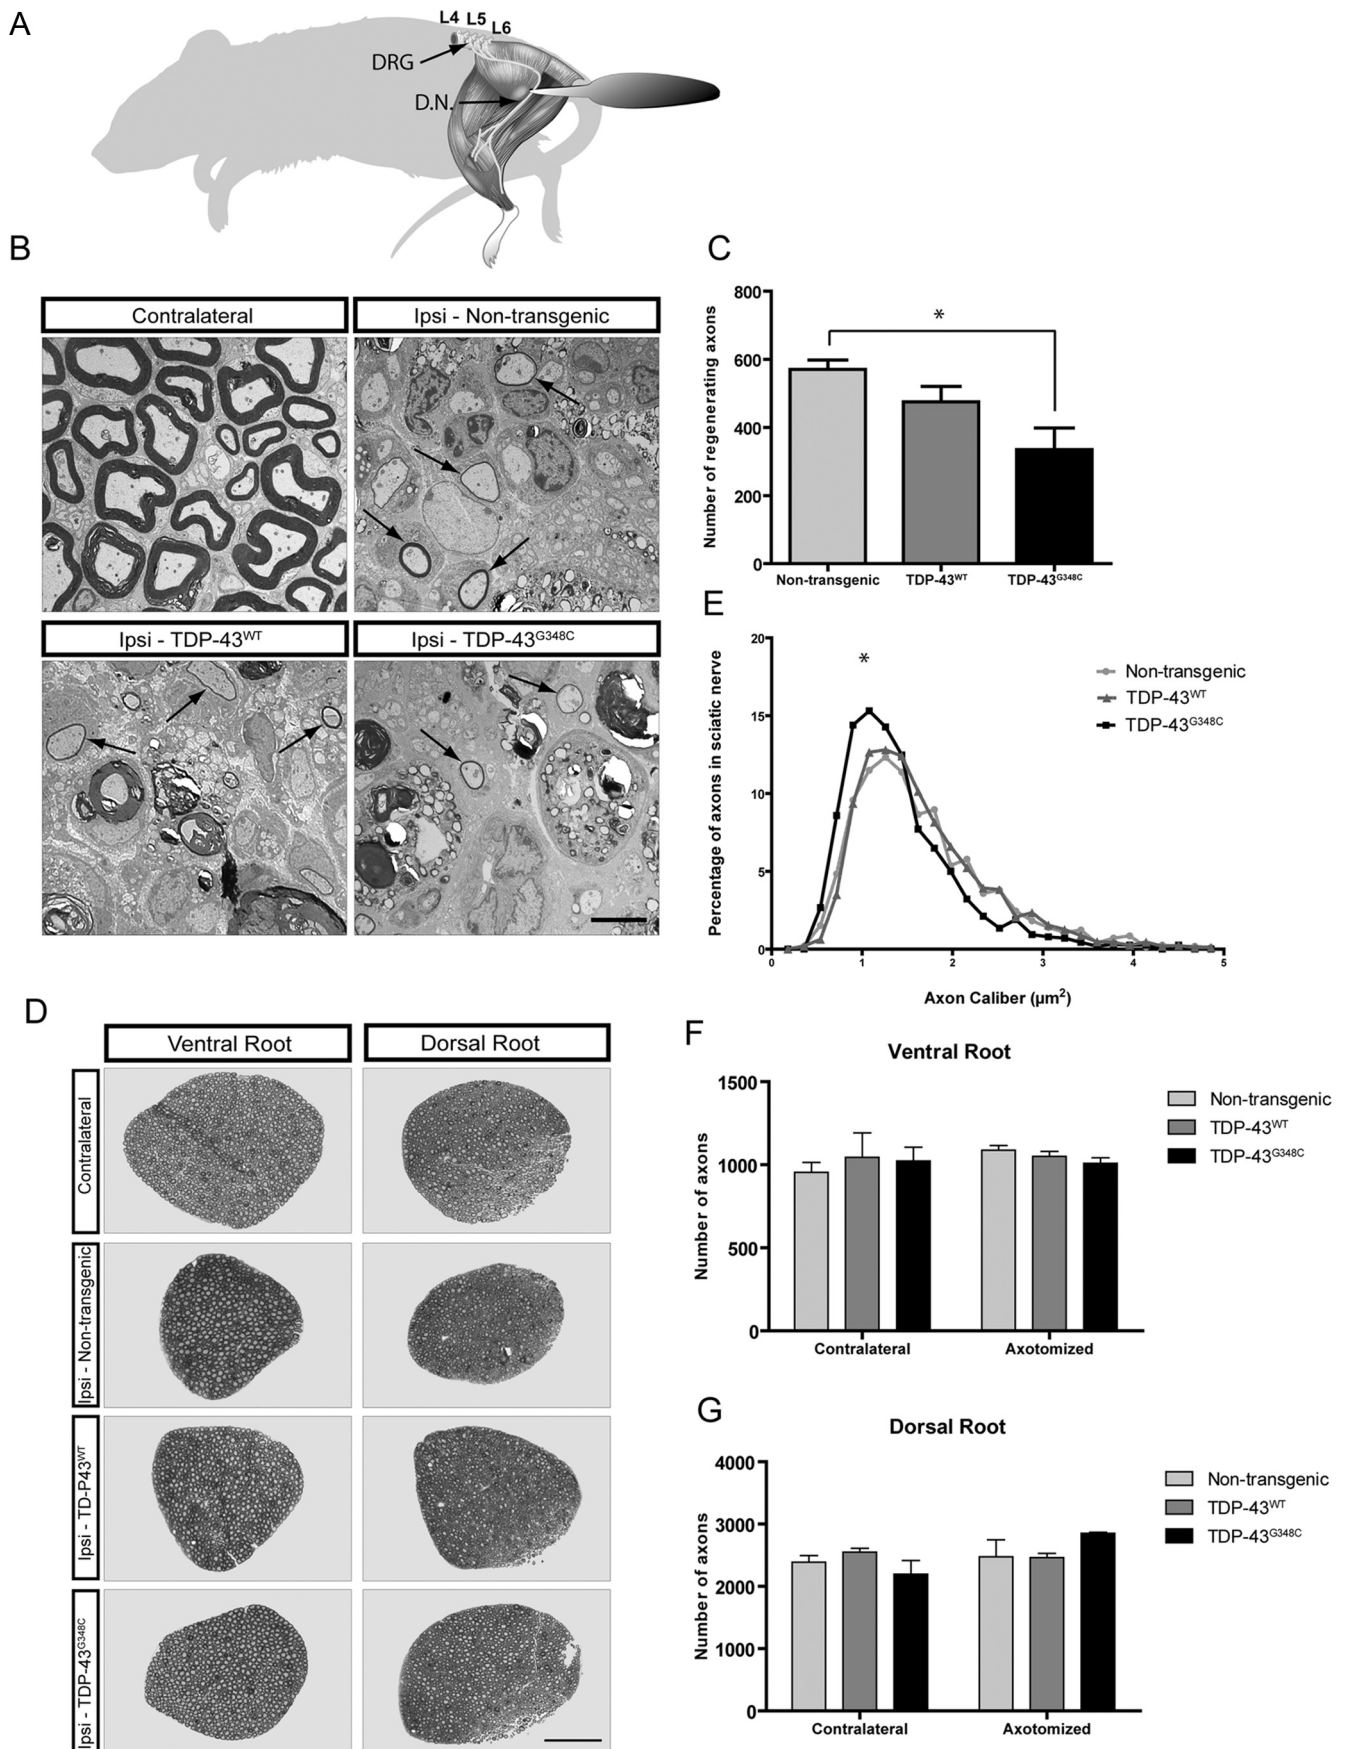 A
L4 L5 L6
DRG
D.N.
B
Contralateral
Ipsi - Non-transgenic
Ipsi - TDP-43WT
Ipsi - TDP-43G348C
C
Number of regenerating axons
800
600
400
200
0
*
Non-transgenic
TDP-43WT
TDP-43G348C
E
Percentage of axons in sciatic nerve
20
15
10
5
0
*
Non-transgenic
TDP-43WT
TDP-43G348C
0 1 2 3 4 5
Axon Caliber (µm2)
D
Ventral Root
Dorsal Root
Contralateral
Ipsi - Non-transgenic
Ipsi - TD-P43WT
Ipsi - TDP-43G348C
F
Ventral Root
Number of axons
1500
1000
500
0
Non-transgenic
TDP-43WT
TDP-43G348C
Contralateral
Axotomized
G
Dorsal Root
Number of axons
4000
3000
2000
1000
0
Non-transgenic
TDP-43WT
TDP-43G348C
Contralateral
Axotomized